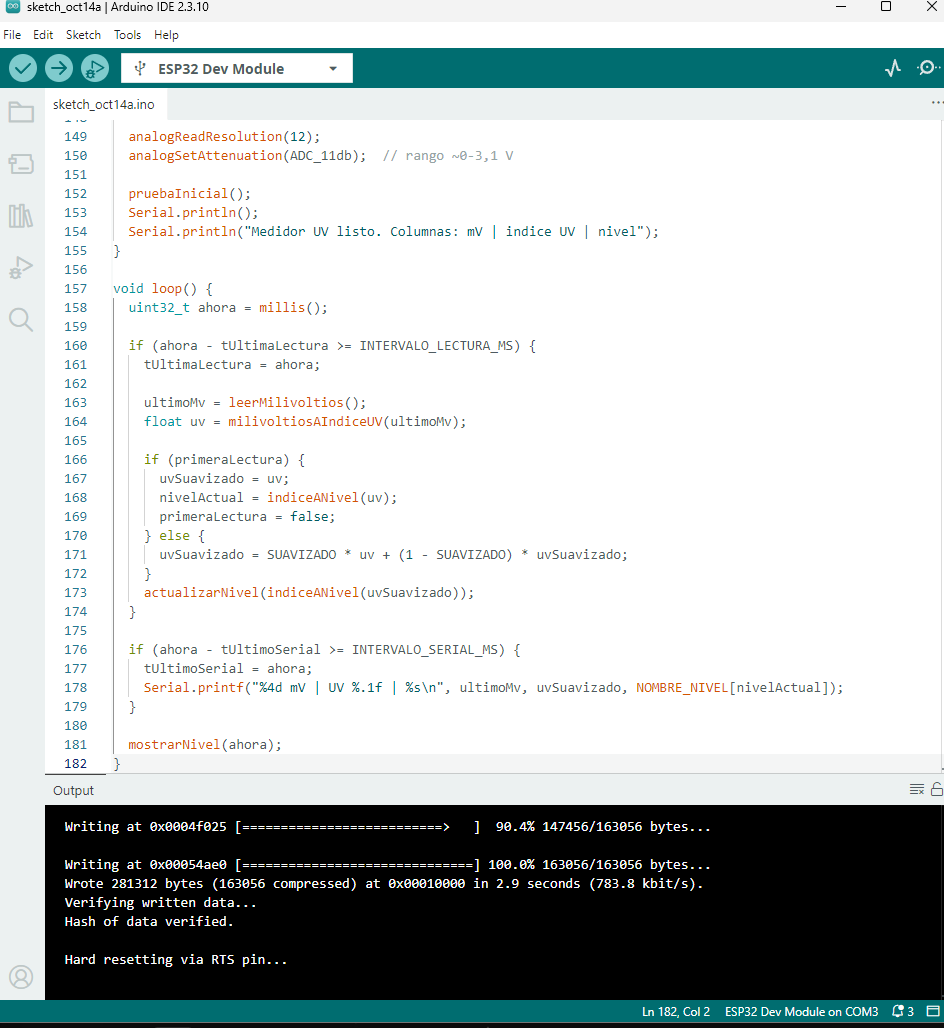 sketch_oct14a | Arduino IDE 2.3.10
File Edit Sketch Tools Help
ESP32 Dev Module
sketch_oct14a.ino
149 analogReadResolution(12);
150 analogSetAttenuation(ADC_11db);  // rango ~0-3,1 V
151
152 pruebaInicial();
153 Serial.println();
154 Serial.println("Medidor UV listo. Columnas: mV | indice UV | nivel");
155 }
156
157 void loop() {
158 uint32_t ahora = millis();
159
160 if (ahora - tUltimaLectura >= INTERVALO_LECTURA_MS) {
161 tUltimaLectura = ahora;
162
163 ultimoMv = leerMilivoltios();
164 float uv = milivoltiosAIndiceUV(ultimoMv);
165
166 if (primeraLectura) {
167 uvSuavizado = uv;
168 nivelActual = indiceANivel(uv);
169 primeraLectura = false;
170 } else {
171 uvSuavizado = SUAVIZADO * uv + (1 - SUAVIZADO) * uvSuavizado;
172 }
173 actualizarNivel(indiceANivel(uvSuavizado));
174 }
175
176 if (ahora - tUltimoSerial >= INTERVALO_SERIAL_MS) {
177 tUltimoSerial = ahora;
178 Serial.printf("%4d mV | UV %.1f | %s\n", ultimoMv, uvSuavizado, NOMBRE_NIVEL[nivelActual]);
179 }
180
181 mostrarNivel(ahora);
182 }
Output
Writing at 0x0004f025 [==========================>   ]  90.4% 147456/163056 bytes...
Writing at 0x00054ae0 [==============================] 100.0% 163056/163056 bytes...
Wrote 281312 bytes (163056 compressed) at 0x00010000 in 2.9 seconds (783.8 kbit/s).
Verifying written data...
Hash of data verified.
Hard resetting via RTS pin...
Ln 182, Col 2 ESP32 Dev Module on COM3 3